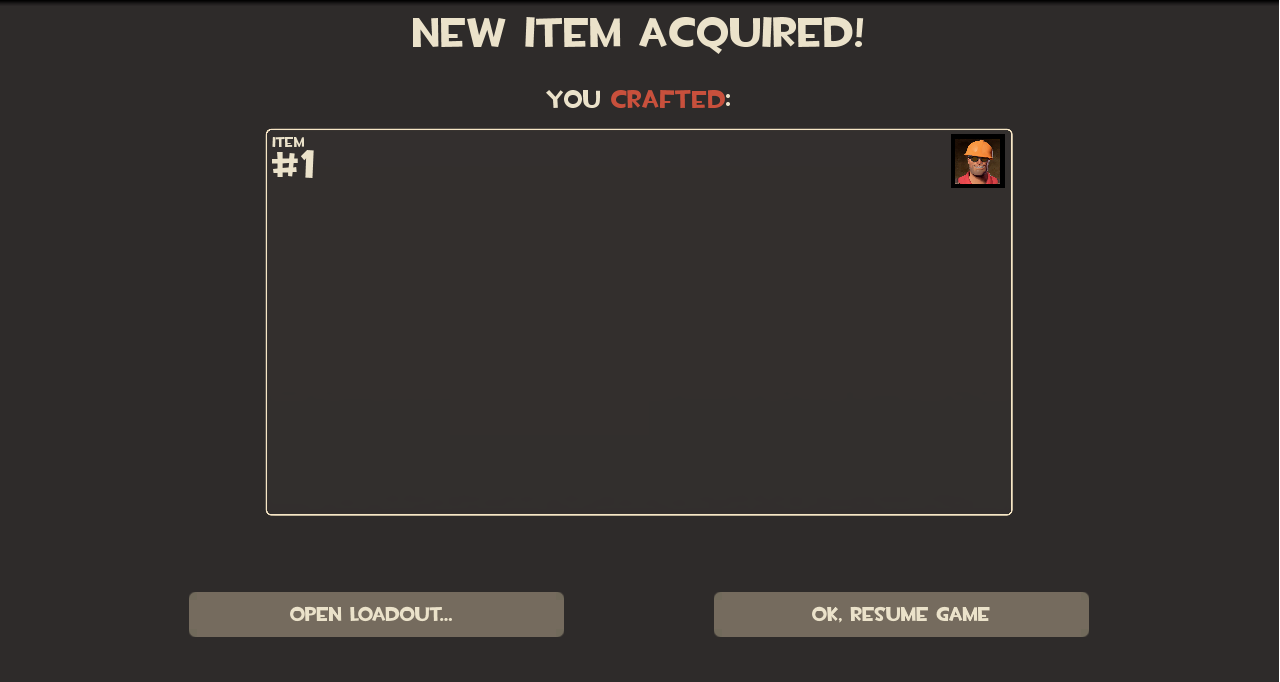 NEW ITEM ACQUIRED!
YOU CRAFTED:
ITEM
#1
OPEN LOADOUT...
OK, RESUME GAME